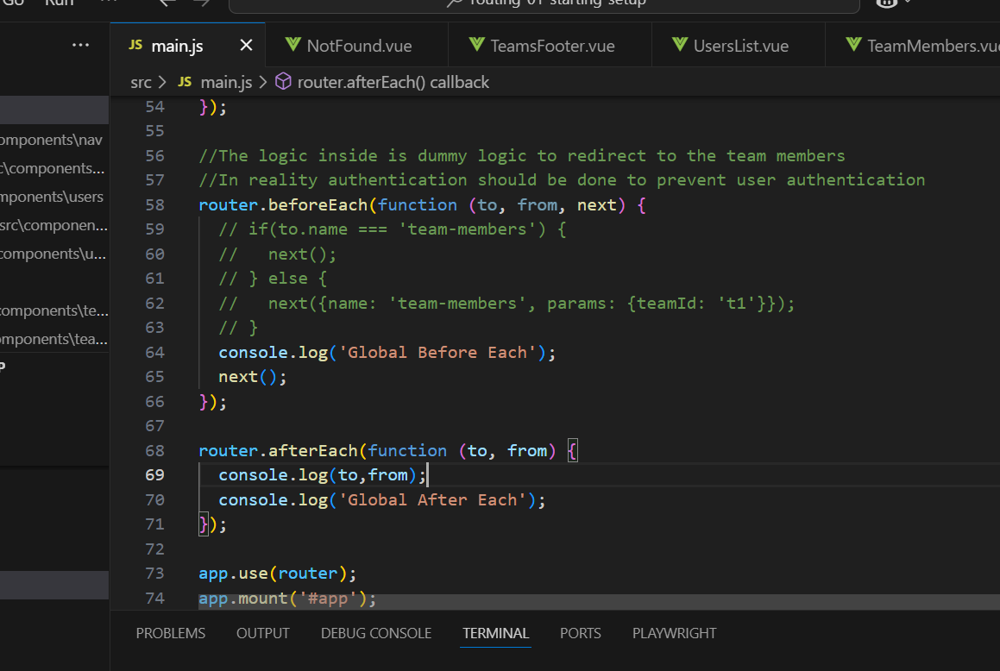 Go Run ...
routing-01-starting-setup
JS main.js NotFound.vue TeamsFooter.vue UsersList.vue TeamMembers.vue
src > JS main.js > router.afterEach() callback
omponents\nav
c\components...
mponents\users
src\componen...
components\u...
components\te...
omponents\tea...
54 });
55
56 //The logic inside is dummy logic to redirect to the team members
57 //In reality authentication should be done to prevent user authentication
58 router.beforeEach(function (to, from, next) {
59 // if(to.name === 'team-members') {
60 //   next();
61 // } else {
62 //   next({name: 'team-members', params: {teamId: 't1'}});
63 // }
64 console.log('Global Before Each');
65 next();
66 });
67
68 router.afterEach(function (to, from) {
69 console.log(to,from);
70 console.log('Global After Each');
71 });
72
73 app.use(router);
74 app.mount('#app');
PROBLEMS OUTPUT DEBUG CONSOLE TERMINAL PORTS PLAYWRIGHT